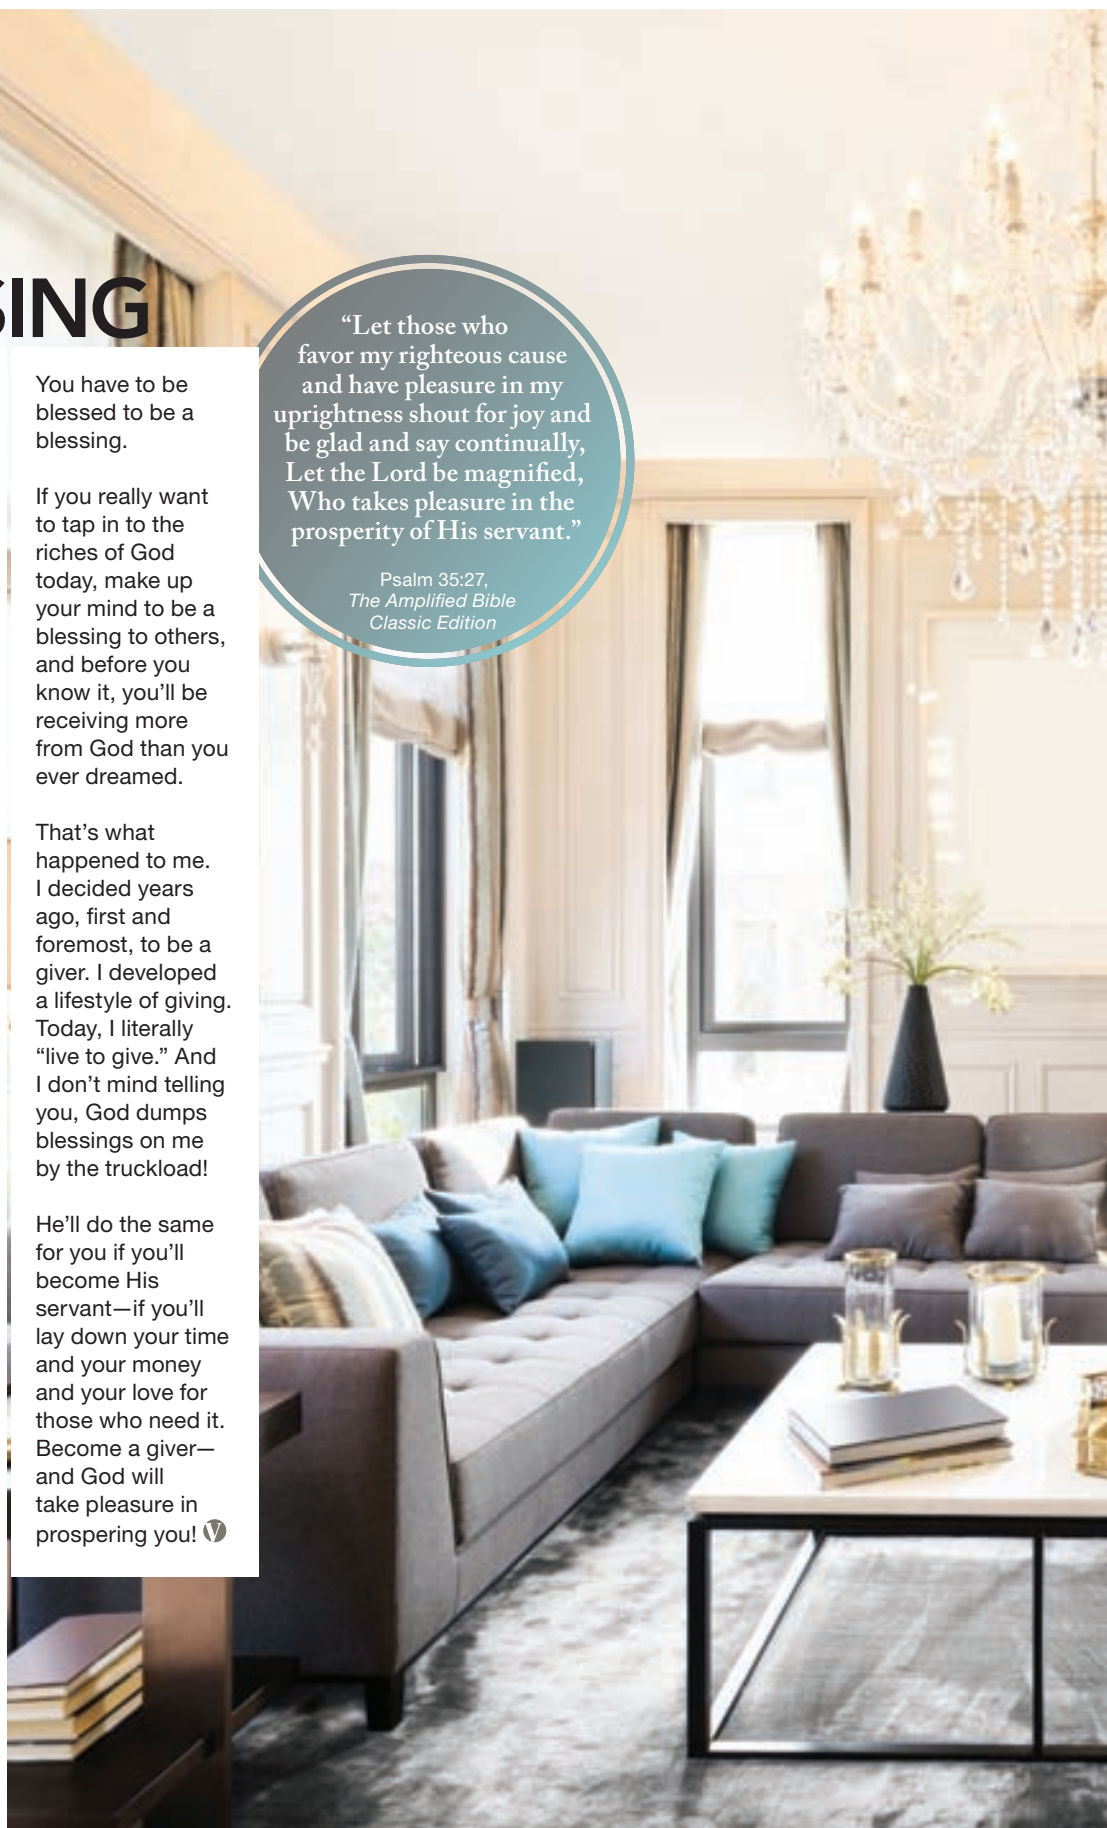 SING
You have to be
blessed to be a
blessing.
If you really want
to tap in to the
riches of God
today, make up
your mind to be a
blessing to others,
and before you
know it, you’ll be
receiving more
from God than you
ever dreamed.
That’s what
happened to me.
I decided years
ago, first and
foremost, to be a
giver. I developed
a lifestyle of giving.
Today, I literally
“live to give.” And
I don’t mind telling
you, God dumps
blessings on me
by the truckload!
He’ll do the same
for you if you’ll
become His
servant—if you’ll
lay down your time
and your money
and your love for
those who need it.
Become a giver—
and God will
take pleasure in
prospering you! V
“Let those who
favor my righteous cause
and have pleasure in my
uprightness shout for joy and
be glad and say continually,
Let the Lord be magnified,
Who takes pleasure in the
prosperity of His servant.”
Psalm 35:27,
The Amplified Bible
Classic Edition